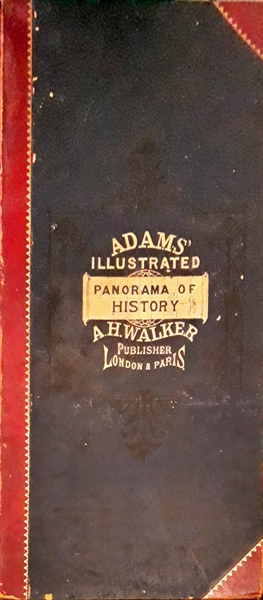 ADAMS'
ILLUSTRATED
PANORAMA OF
HISTORY
A.H. WALKER
PUBLISHER
LONDON & PARIS